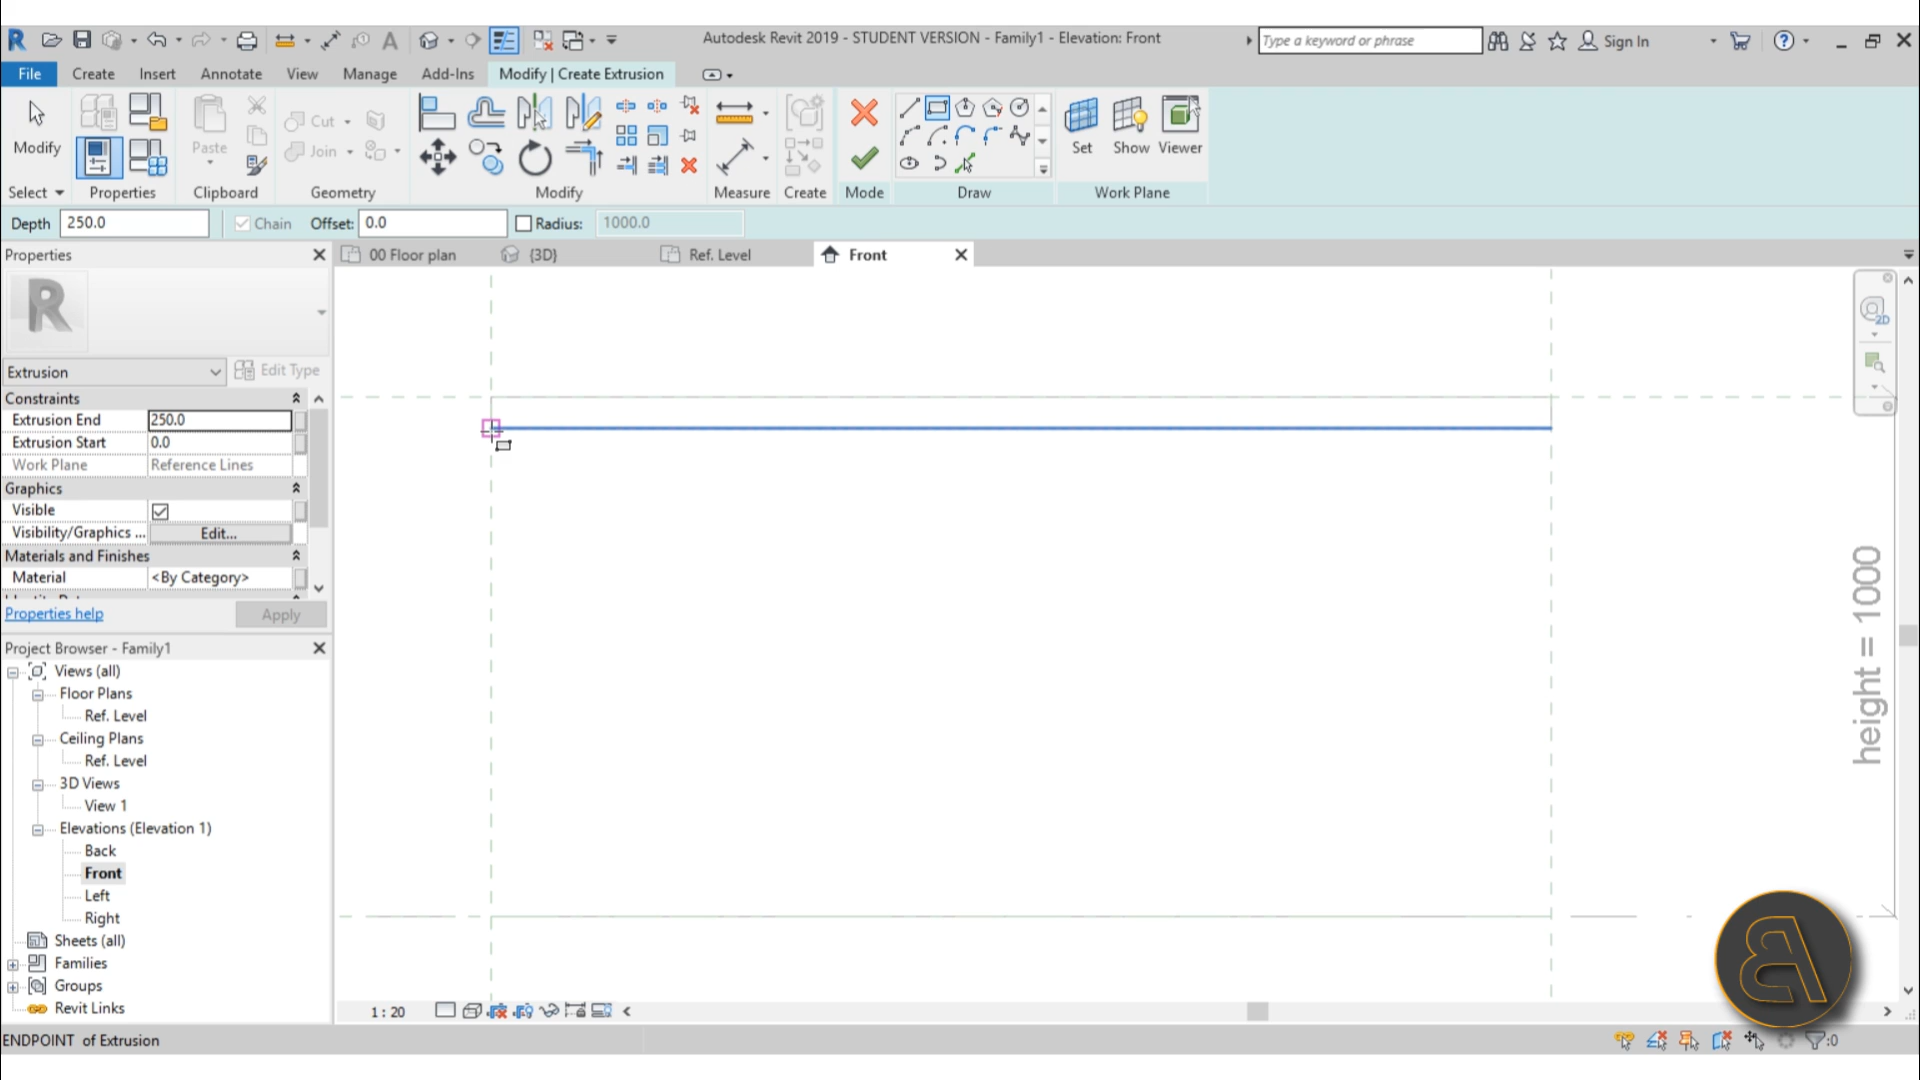 Autodesk Revit 2019 - STUDENT VERSION - Family1 - Elevation: Front
Type a keyword or phrase
Sign In
File Create Insert Annotate View Manage Add-Ins Modify | Create Extrusion
Modify
Paste
Cut
Join
Set Show Viewer
Select Properties Clipboard Geometry Modify Measure Create Mode Draw Work Plane
Depth 250.0 Chain Offset: 0.0 Radius: 1000.0
Properties
00 Floor plan {3D} Ref. Level Front
2D
Extrusion
Edit Type
Constraints
Extrusion End 250.0
Extrusion Start 0.0
Work Plane Reference Lines
Graphics
Visible
Visibility/Graphics ... Edit...
Materials and Finishes
Material <By Category>
Properties help
Apply
height = 1000
Project Browser - Family1
Views (all)
Floor Plans
Ref. Level
Ceiling Plans
Ref. Level
3D Views
View 1
Elevations (Elevation 1)
Back
Front
Left
Right
Sheets (all)
Families
Groups
Revit Links
1 : 20
ENDPOINT of Extrusion
:0